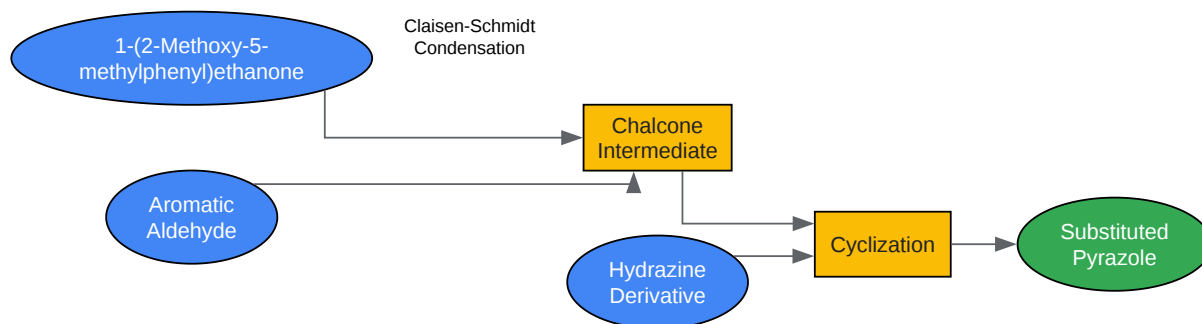 1-(2-Methoxy-5-
methylphenyl)ethanone
Claisen-Schmidt
Condensation
Chalcone
Intermediate
Aromatic
Aldehyde
Hydrazine
Derivative
Cyclization
Substituted
Pyrazole